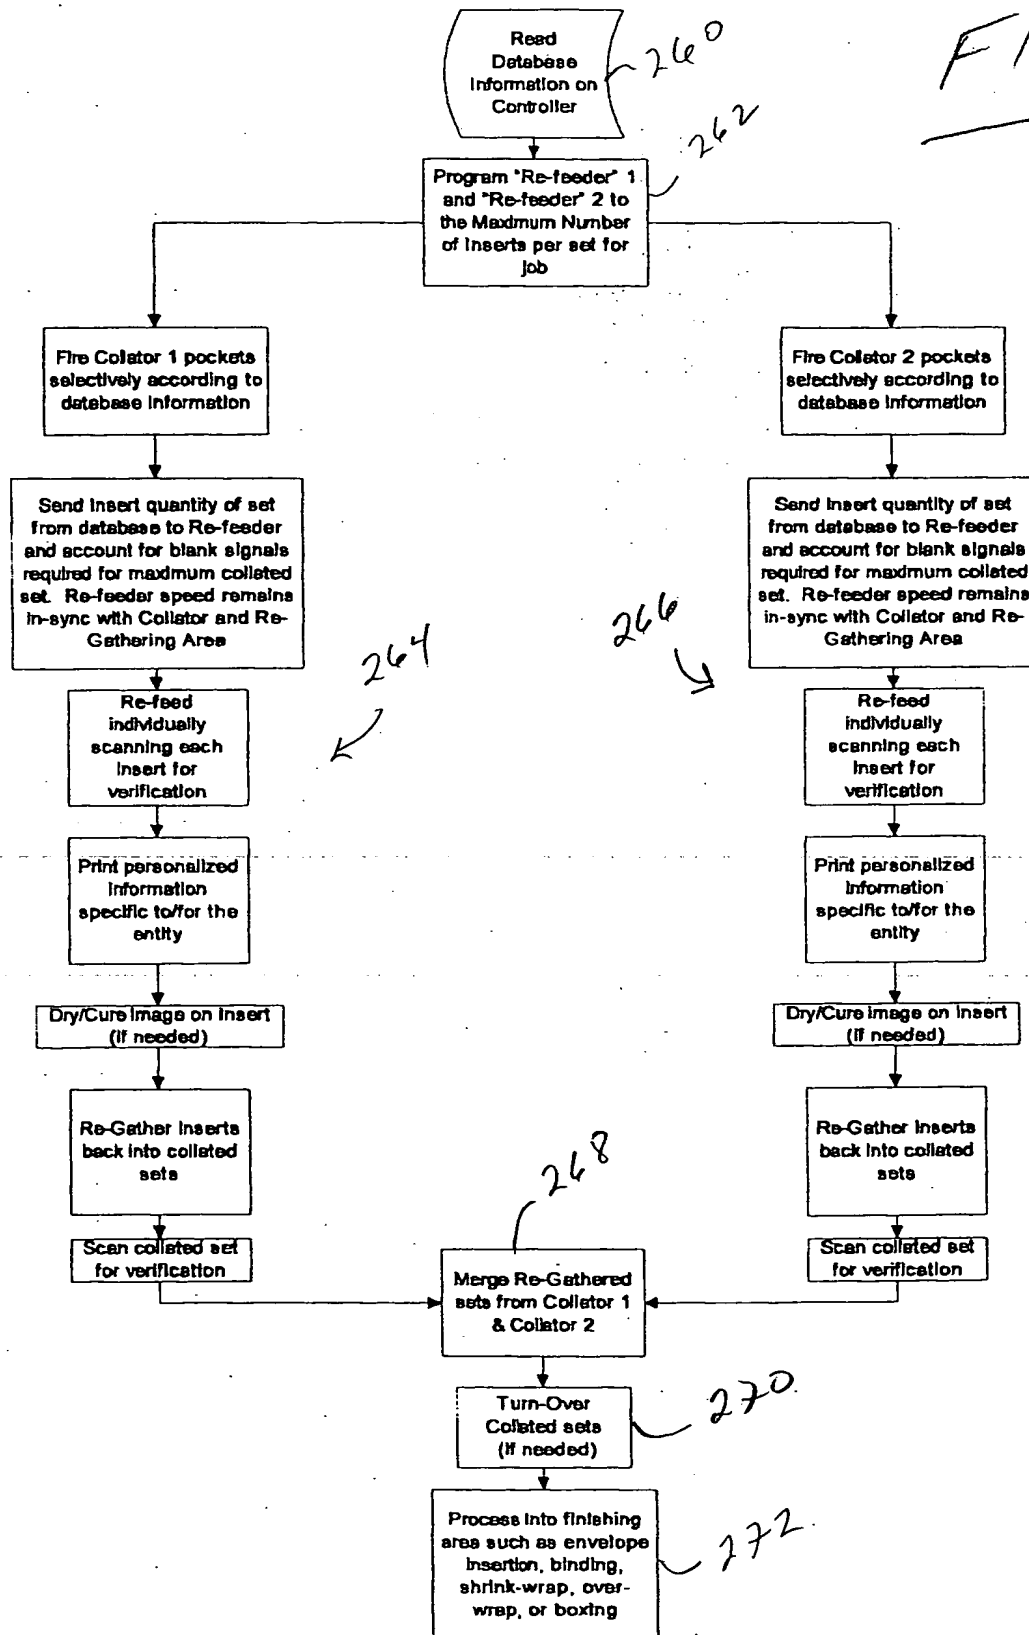 Read
Database
Information on
Controller
260
262
Program "Re-feeder" 1
and "Re-feeder" 2 to
the Maximum Number
of Inserts per set for
job
Fire Collator 1 pockets
selectively according to
database information
Send Insert quantity of set
from database to Re-feeder
and account for blank signals
required for maximum collated
set. Re-feeder speed remains
in-sync with Collator and Re-
Gathering Area
264
Re-feed
individually
scanning each
insert for
verification
Print personalized
information
specific to/for the
entity
Dry/Cure Image on Insert
(if needed)
Re-Gather Inserts
back into collated
sets
Scan collated set
for verification
Fire Collator 2 pockets
selectively according to
database information
Send Insert quantity of set
from database to Re-feeder
and account for blank signals
required for maximum collated
set. Re-feeder speed remains
in-sync with Collator and Re-
Gathering Area
266
Re-feed
individually
scanning each
insert for
verification
Print personalized
information
specific to/for the
entity
Dry/Cure Image on Insert
(if needed)
Re-Gather Inserts
back into collated
sets
Scan collated set
for verification
268
Merge Re-Gathered
sets from Collator 1
& Collator 2
Turn-Over
Collated sets
(if needed)
270
Process into finishing
area such as envelope
insertion, binding,
shrink-wrap, over-
wrap, or boxing
272